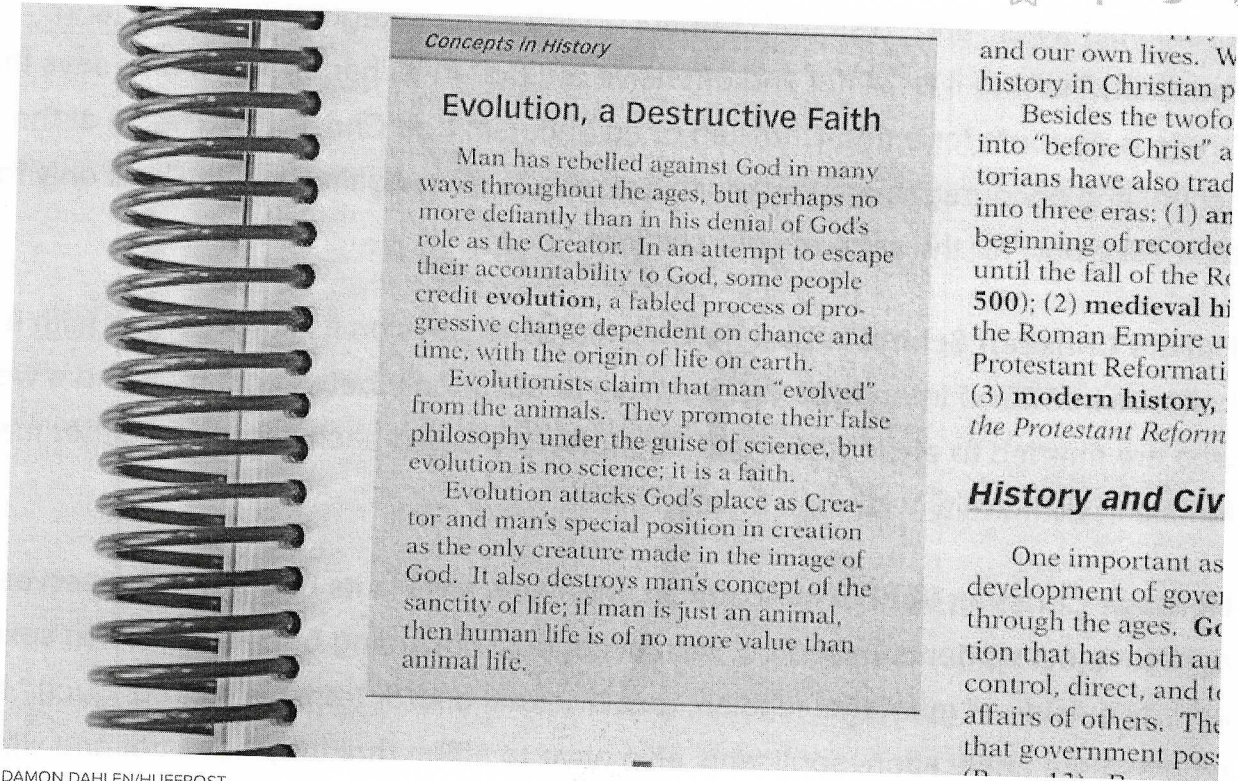 Concepts in History
Evolution, a Destructive Faith
Man has rebelled against God in many
ways throughout the ages, but perhaps no
more defiantly than in his denial of God's
role as the Creator. In an attempt to escape
their accountability to God, some people
credit evolution, a fabled process of pro-
gressive change dependent on chance and
time, with the origin of life on earth.
Evolutionists claim that man "evolved"
from the animals. They promote their false
philosophy under the guise of science, but
evolution is no science; it is a faith.
Evolution attacks God's place as Crea-
tor and man's special position in creation
as the only creature made in the image of
God. It also destroys man's concept of the
sanctity of life; if man is just an animal,
then human life is of no more value than
animal life.
and our own lives. W
history in Christian p
Besides the twofo
into "before Christ" a
torians have also trad
into three eras: (1) an
beginning of recorded
until the fall of the Ro
500); (2) medieval hi
the Roman Empire u
Protestant Reformati
(3) modern history,
the Protestant Reform
History and Civ
One important as
development of gover
through the ages. Go
tion that has both au
control, direct, and to
affairs of others. The
that government poss
DAMON DAHLEN/HUFFPOST